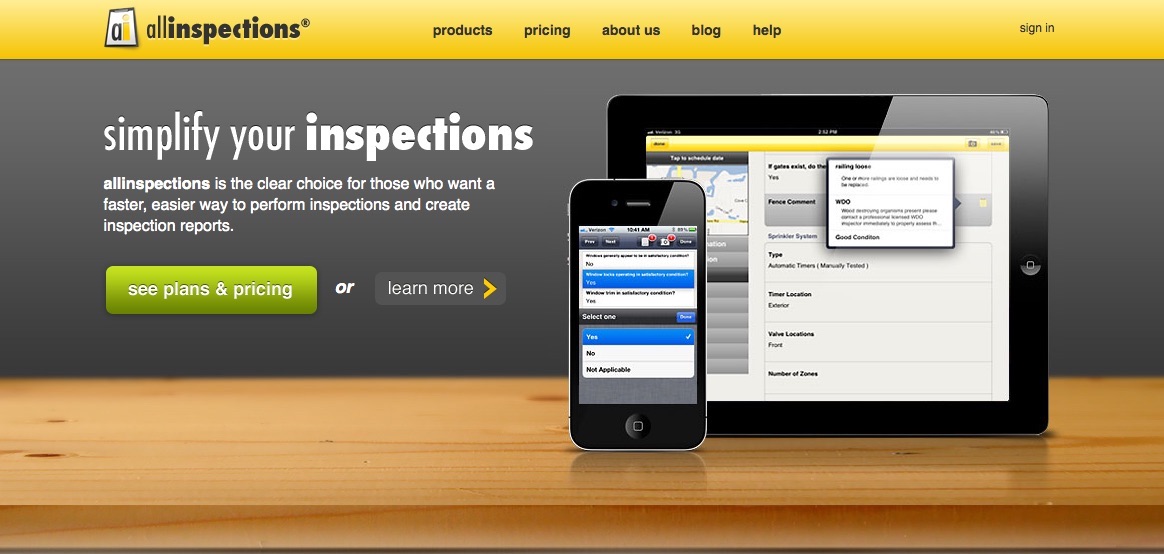 ai allinspections®
products pricing about us blog help
sign in
simplify your inspections
allinspections is the clear choice for those who want a
faster, easier way to perform inspections and create
inspection reports.
see plans & pricing
or
learn more
Verizon 10:41 AM
Prev Next Done
Windows generally appear to be in satisfactory condition?
No
Window locks operating in satisfactory condition?
Yes
Window trim in satisfactory condition?
Yes
Select one Done
Yes
No
Not Applicable
Verizon 3G 2:52 PM
done save
Tap to schedule date
If gates exist, do the
Yes
Fence Comment
Sprinkler System
Type
Automatic Timers ( Manually Tested )
Timer Location
Exterior
Valve Locations
Front
Number of Zones
railing loose
One or more railings are loose and needs to
be replaced.
WDO
Wood destroying organisms present please
contact a professional licensed WDO
inspector immediately to properly assess th...
Good Conditon